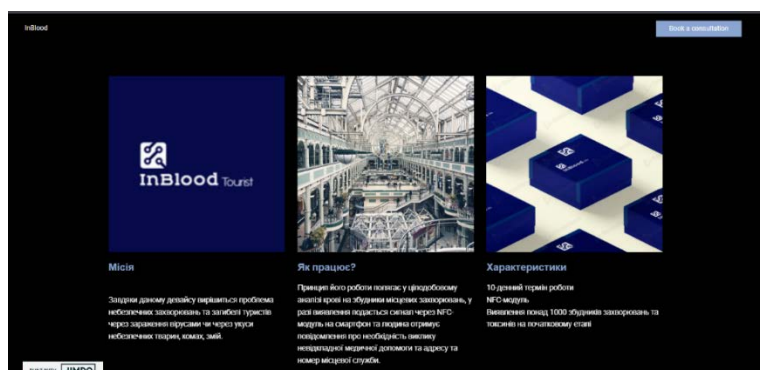 InBlood
Book a consultation
InBlood Tourist
InBlood
Місія
Завдяки даному девайсу вирішиться проблема
небезпечних захворювань та загибелі туристів
через зараження вірусами чи через укуси
небезпечних тварин, комах, змій.
Як працює?
Принцип його роботи полягає у цілодобовому
аналізі крові на збудники місцевих захворювань, у
разі виявлення подається сигнал через NFC-
модуль на смартфон та людина отримує
повідомлення про необхідність виклику
невідкладної медичної допомоги та адресу та
номер місцевої служби.
Характеристики
10-денний термін роботи
NFC-модуль
Виявлення понад 1000 збудників захворювань та
токсинів на початковому етапі
JIMDO